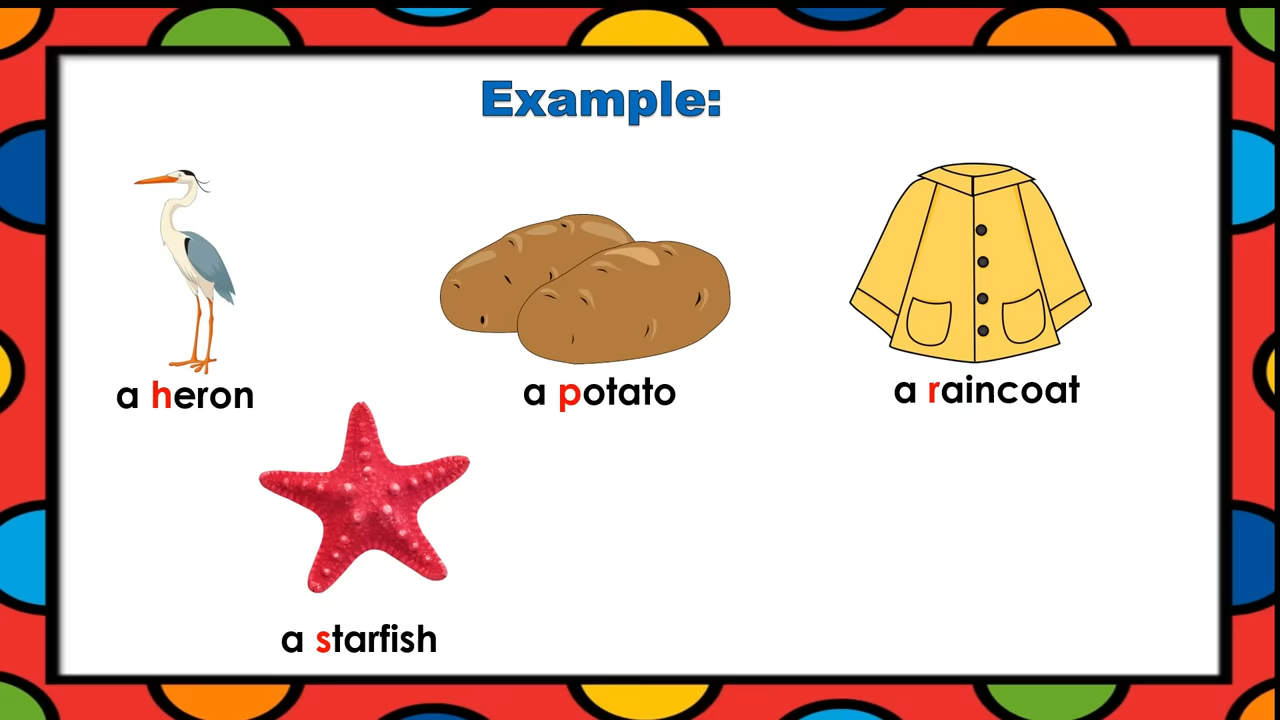 Example:
a heron
a potato
a raincoat
a starfish